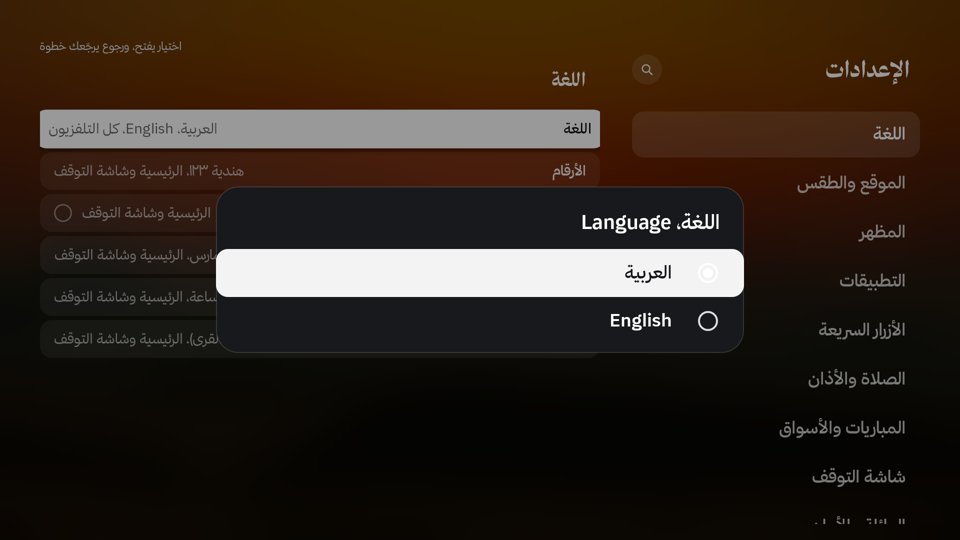 اختيار يفتح، ورجوع يرجّعك خطوة
الإعدادات
اللغة
الموقع والطقس
المظهر
التطبيقات
الأزرار السريعة
الصلاة والأذان
المباريات والأسواق
شاشة التوقف
اللغة
اللغة
العربية، English، كل التلفزيون
الأرقام
هندية ١٢٣، الرئيسية وشاشة التوقف
الرئيسية وشاشة التوقف
الرئيسية وشاشة التوقف
الرئيسية وشاشة التوقف
الرئيسية وشاشة التوقف
اللغة، Language
العربية
English